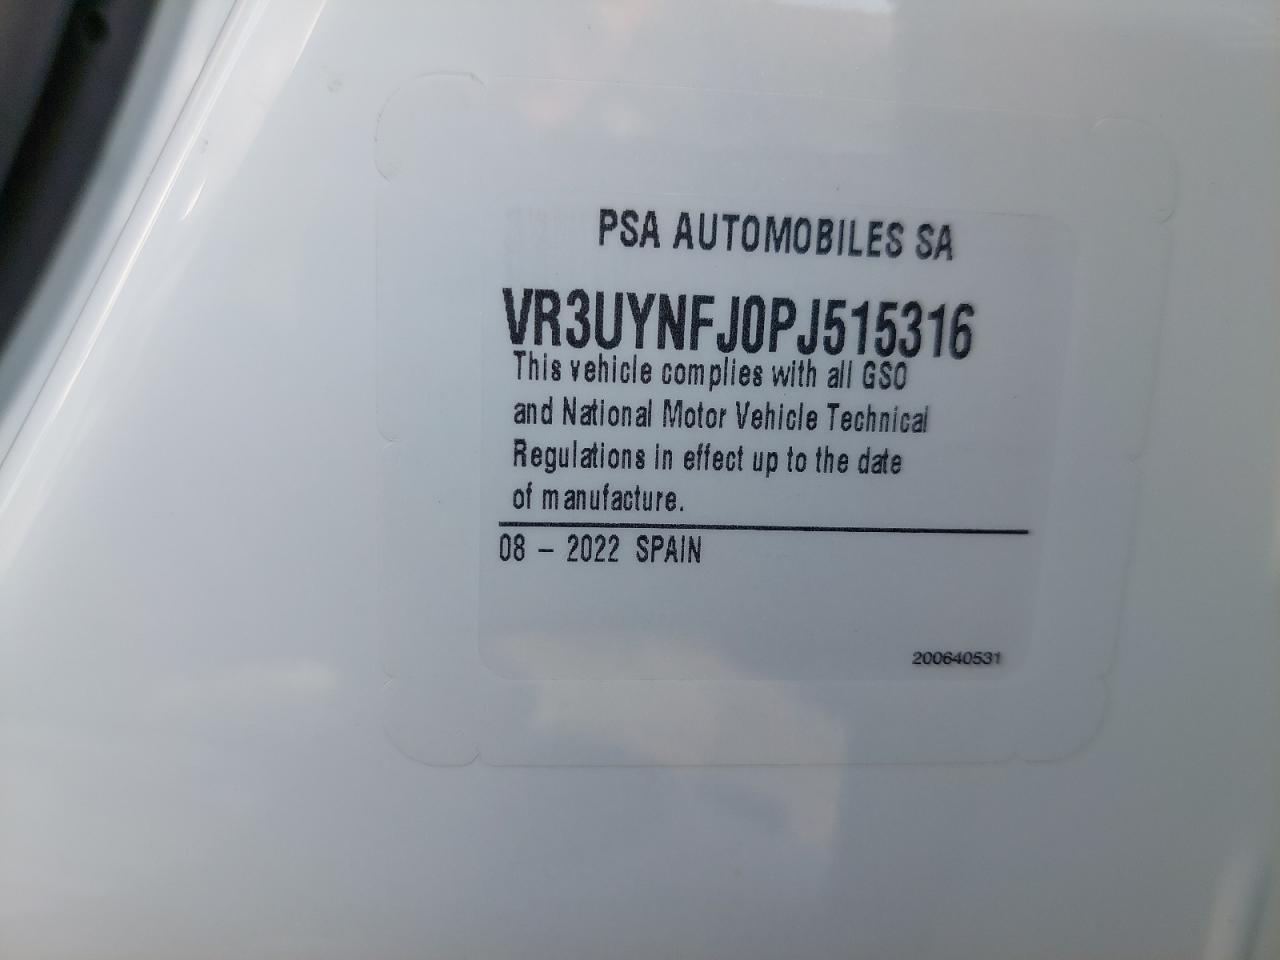 PSA AUTOMOBILES SA
VR3UYNFJ0PJ515316
This vehicle complies with all GSO
and National Motor Vehicle Technical
Regulations in effect up to the date
of manufacture.
08 – 2022 SPAIN
200640531